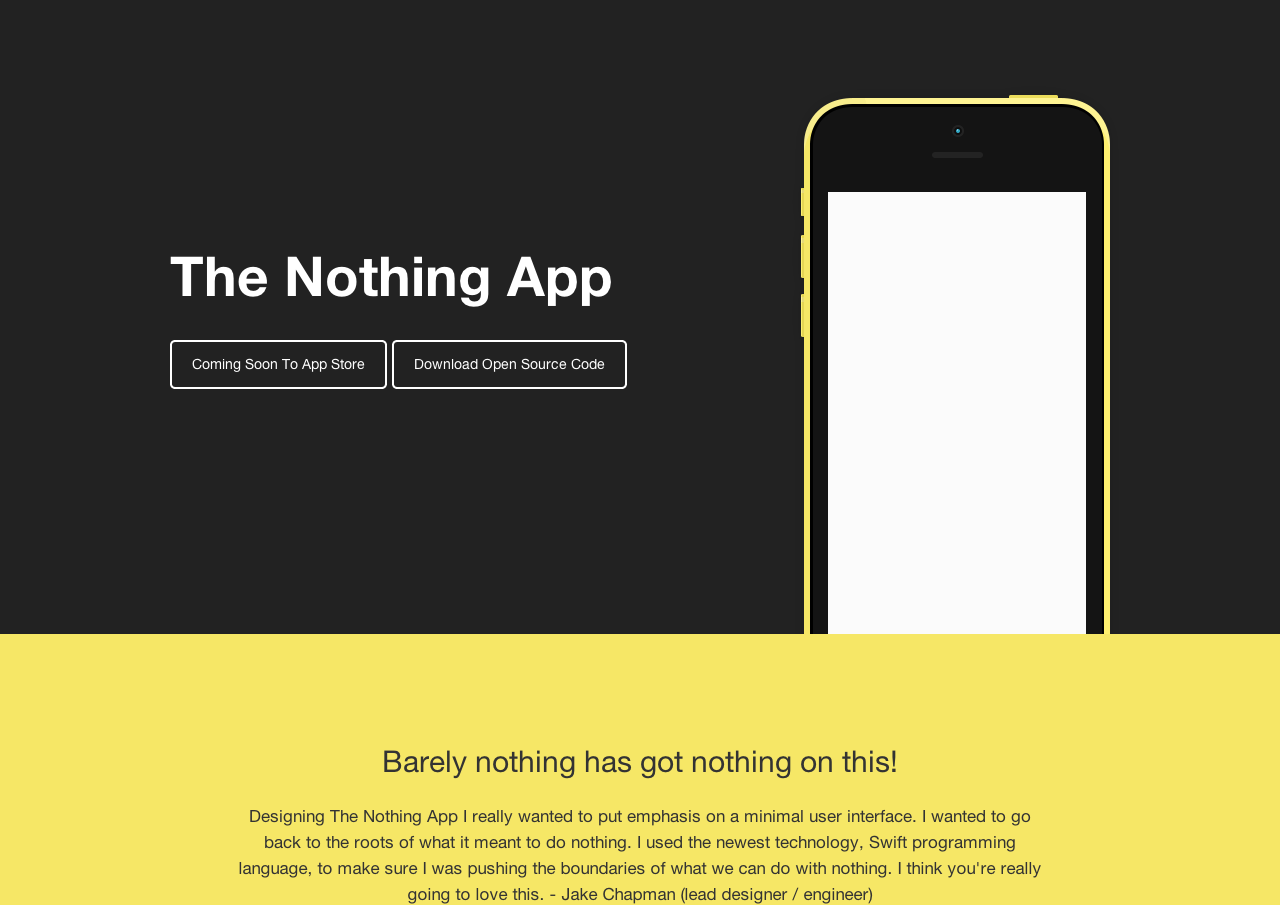 The Nothing App
Coming Soon To App Store
Download Open Source Code
Barely nothing has got nothing on this!
Designing The Nothing App I really wanted to put emphasis on a minimal user interface. I wanted to go
back to the roots of what it meant to do nothing. I used the newest technology, Swift programming
language, to make sure I was pushing the boundaries of what we can do with nothing. I think you're really
going to love this. - Jake Chapman (lead designer / engineer)